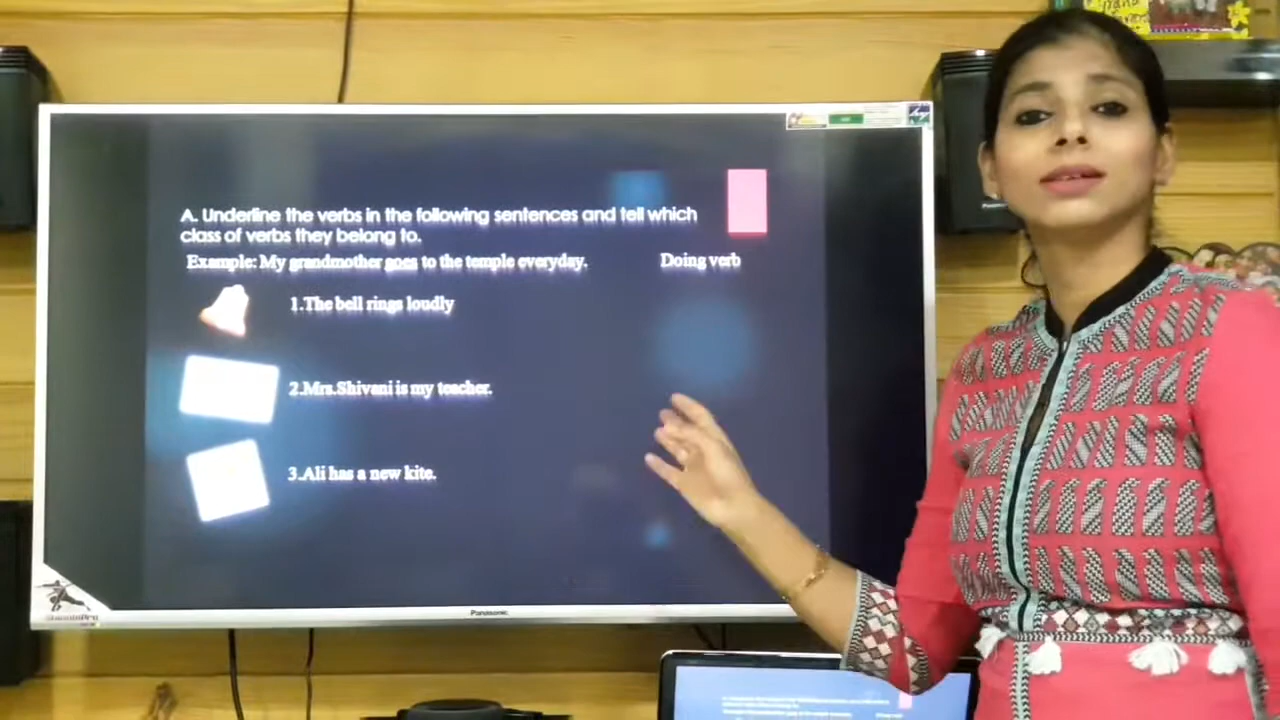 A. Underline the verbs in the following sentences and tell which
class of verbs they belong to.
Example: My grandmother goes to the temple everyday. Doing verb
1.The bell rings loudly
2.Mrs.Shivani is my teacher.
3.Ali has a new kite.
Panasonic